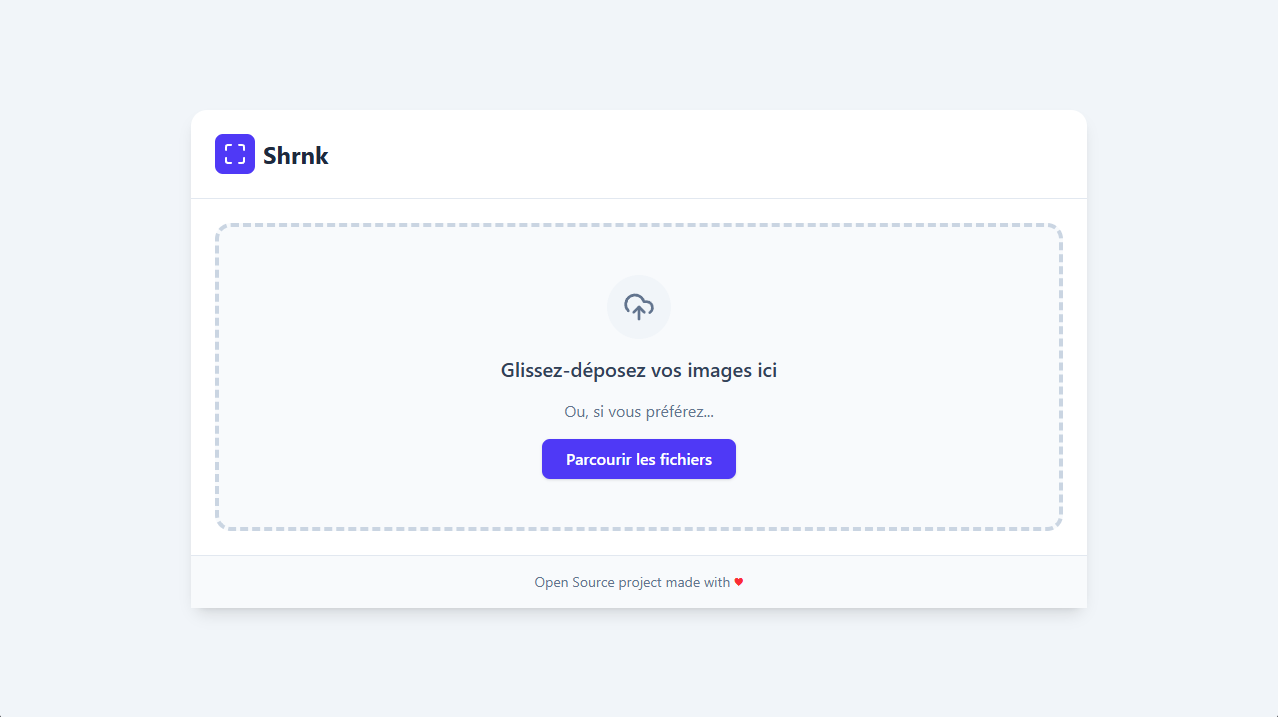 Shrnk
Glissez-déposez vos images ici
Ou, si vous préférez...
Parcourir les fichiers
Open Source project made with ♥